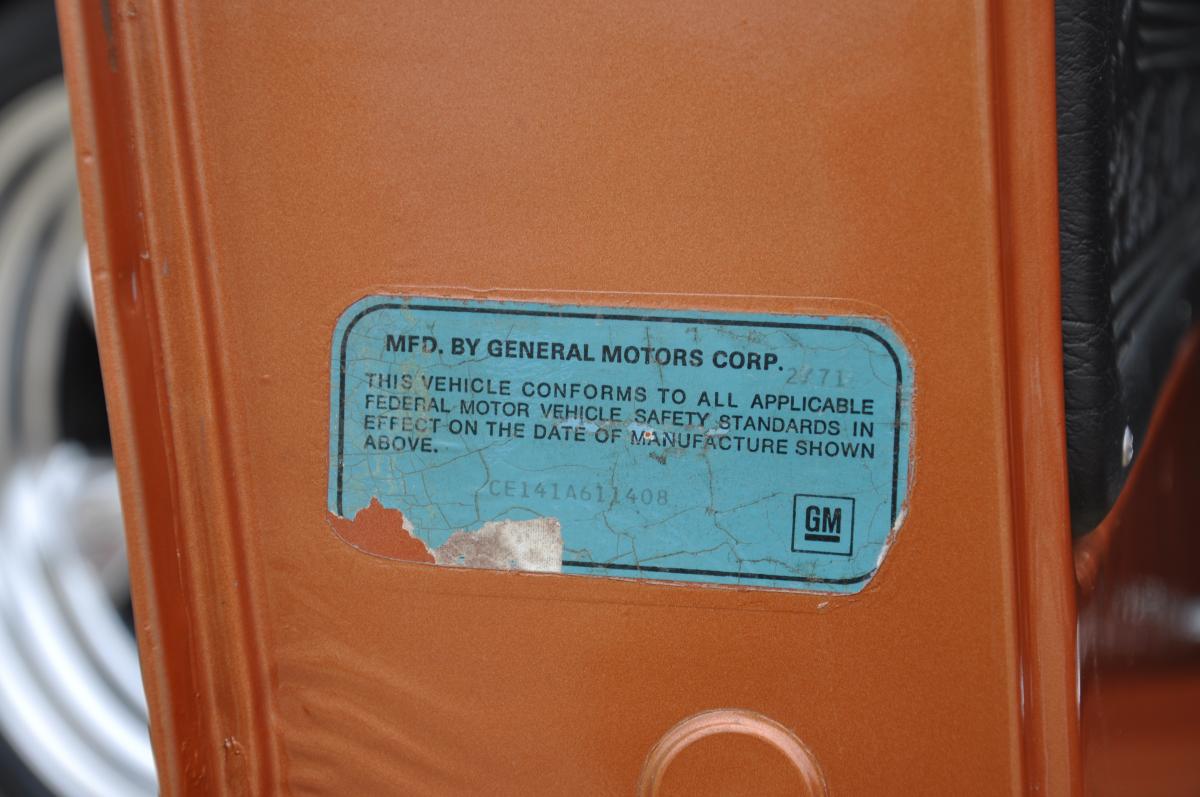 MFD. BY GENERAL MOTORS CORP.
2/71
THIS VEHICLE CONFORMS TO ALL APPLICABLE
FEDERAL MOTOR VEHICLE SAFETY STANDARDS IN
EFFECT ON THE DATE OF MANUFACTURE SHOWN
ABOVE.
CE141A611408
GM